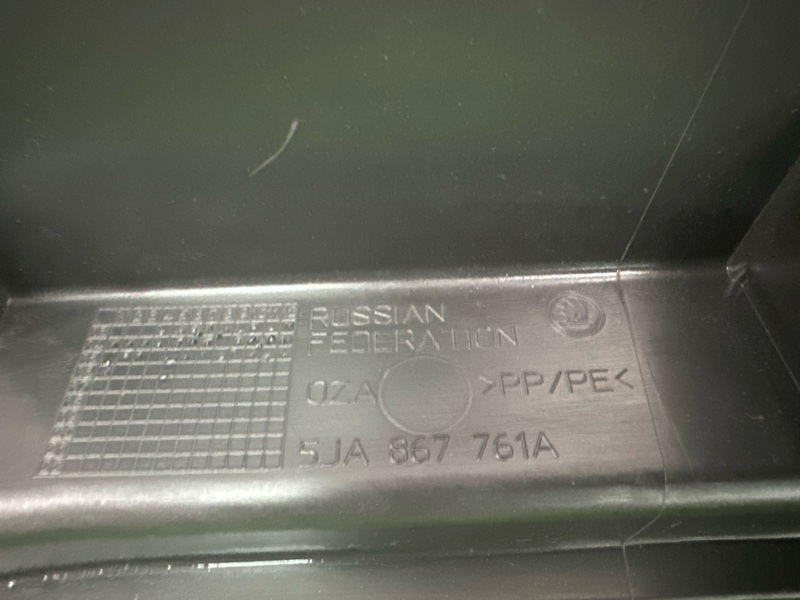 RUSSIAN
FEDERATION
OZA >PP/PE<
5JA 867 761A